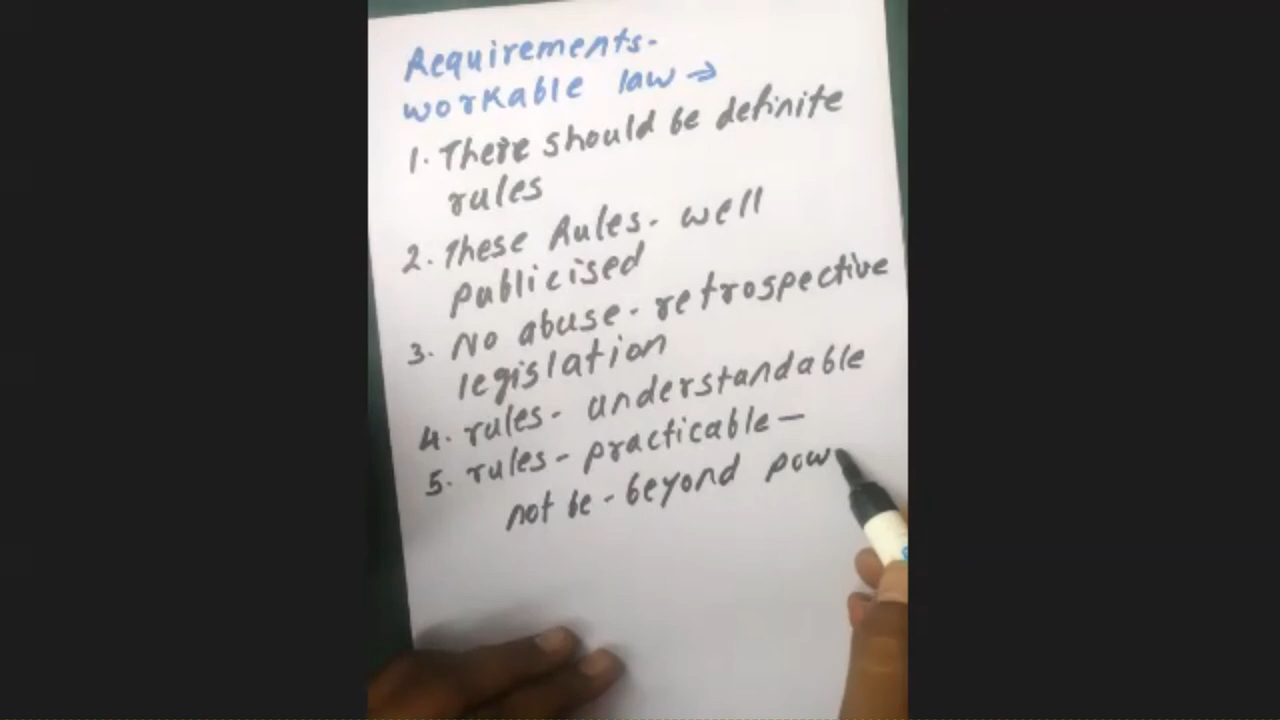 Requirements-
workable law →
1. There should be definite
rules
2. These Rules- well
publicised
3. No abuse- retrospective
legislation
4. rules- understandable
5. rules- practicable-
not be- beyond pow